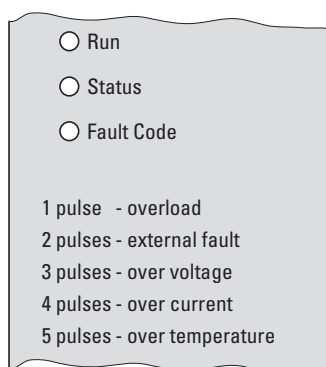 Run
Status
Fault Code
1 pulse - overload
2 pulses - external fault
3 pulses - over voltage
4 pulses - over current
5 pulses - over temperature